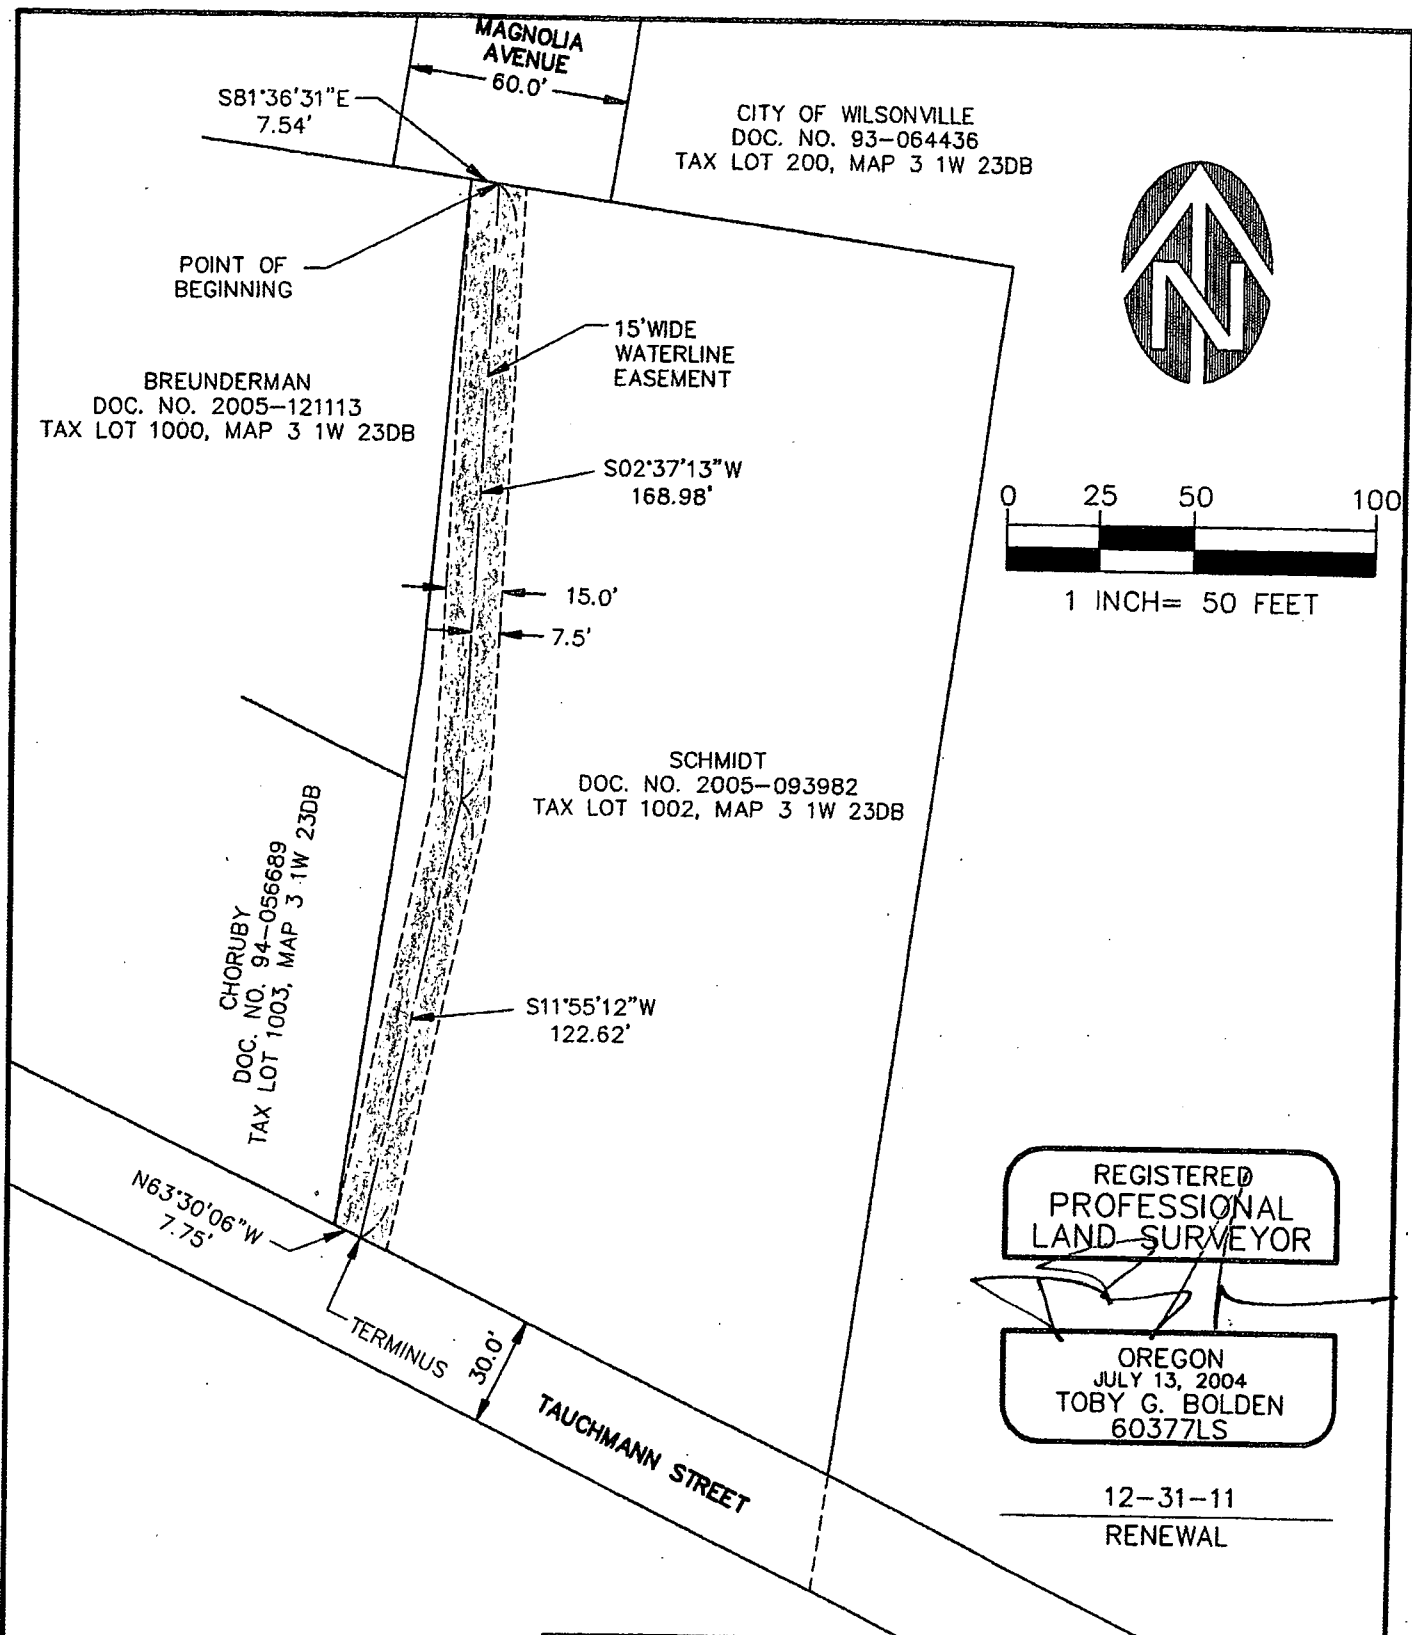 MAGNOLIA
AVENUE
60.0'
S81°36'31"E
7.54'
CITY OF WILSONVILLE
DOC. NO. 93-064436
TAX LOT 200, MAP 3 1W 23DB
POINT OF
BEGINNING
N
15'WIDE
WATERLINE
EASEMENT
BREUNDERMAN
DOC. NO. 2005-121113
TAX LOT 1000, MAP 3 1W 23DB
S02°37'13"W
168.98'
0 25 50 100
1 INCH= 50 FEET
15.0'
7.5'
SCHMIDT
DOC. NO. 2005-093982
TAX LOT 1002, MAP 3 1W 23DB
CHORUBY
DOC. NO. 94-056689
TAX LOT 1003, MAP 3 1W 23DB
S11°55'12"W
122.62'
N63°30'06"W
7.75'
TERMINUS
30.0'
TAUCHMANN STREET
REGISTERED
PROFESSIONAL
LAND SURVEYOR
OREGON
JULY 13, 2004
TOBY G. BOLDEN
60377LS
12-31-11
RENEWAL